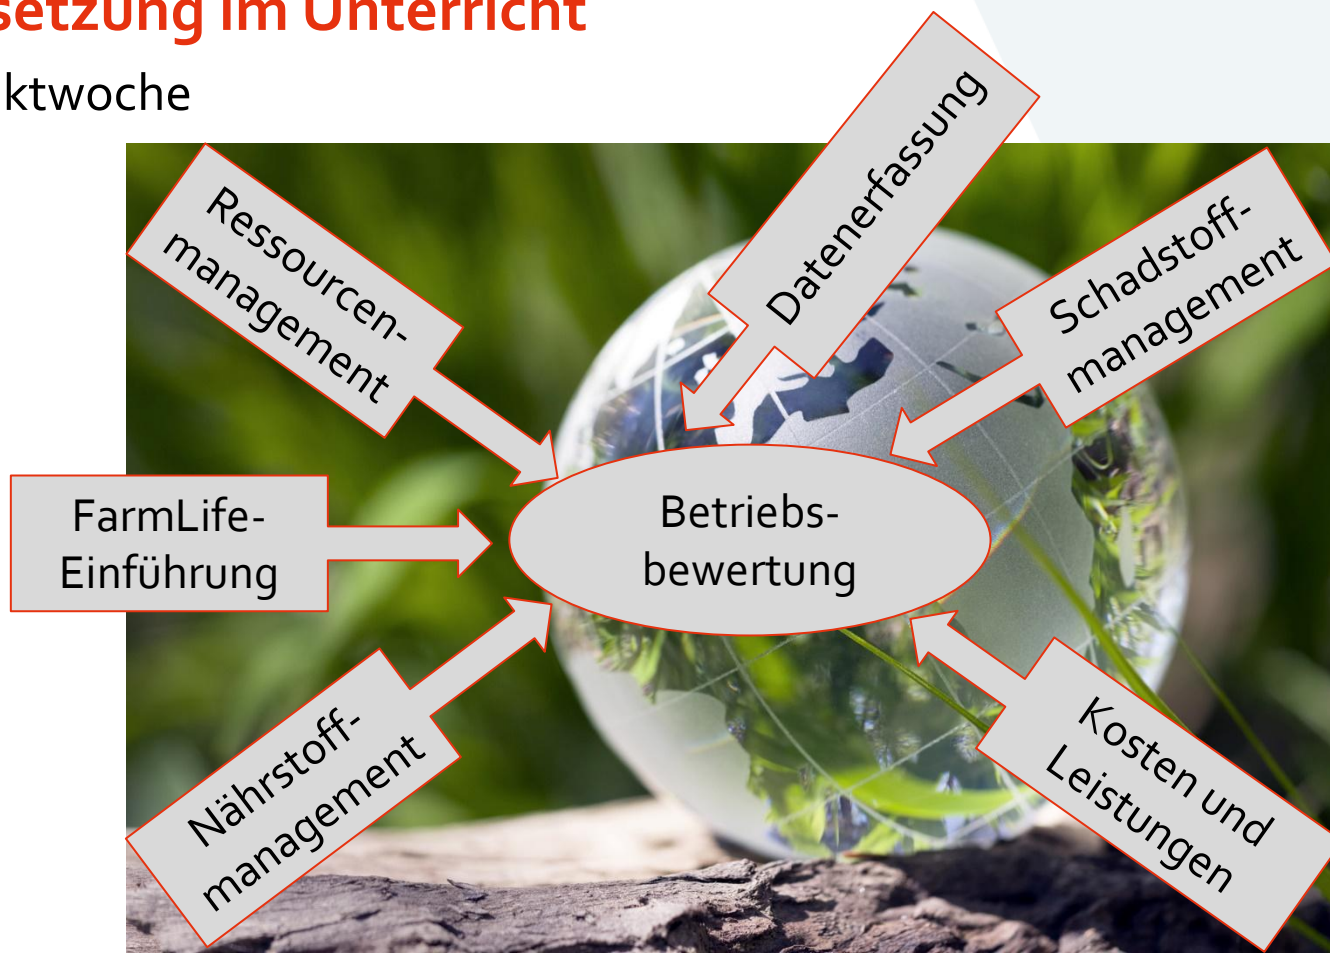 setzung im Unterricht
ktwoche
Datenerfassung
Ressourcen-
management
Schadstoff-
management
FarmLife-
Einführung
Betriebs-
bewertung
Nährstoff-
management
Kosten und
Leistungen